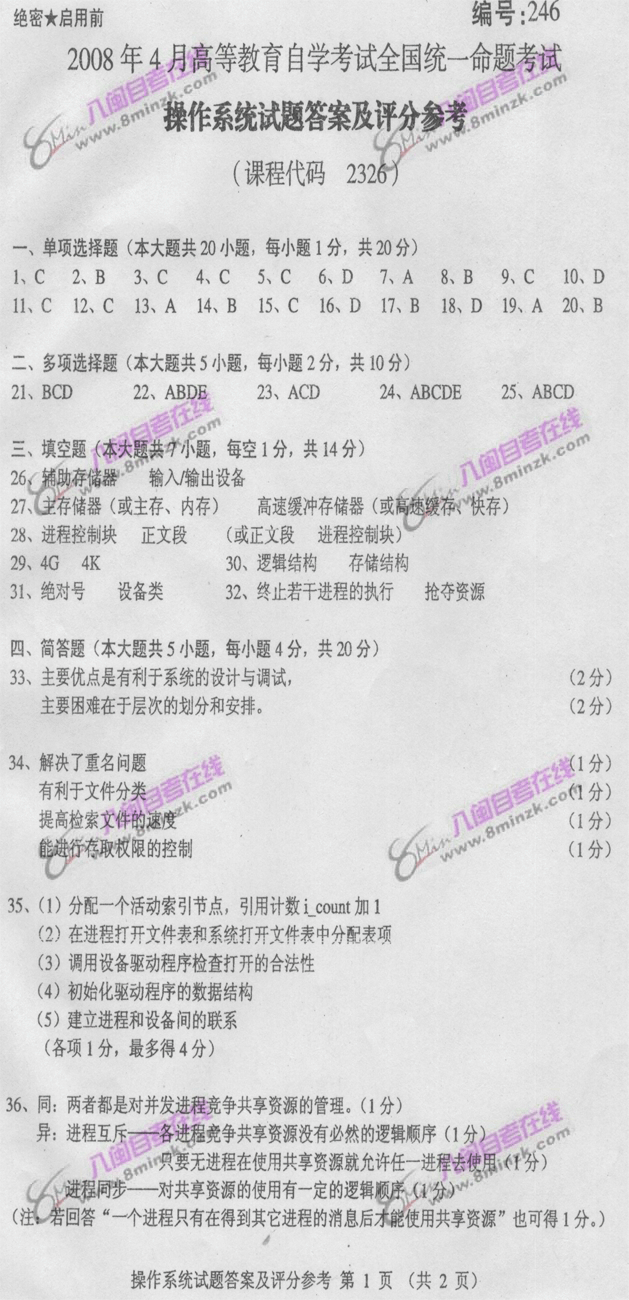 绝密★启用前
编号:246
2008年4月高等教育自学考试全国统一命题考试
操作系统试题答案及评分参考
(课程代码 2326)
一、单项选择题(本大题共20小题,每小题1分,共20分)
1、C 2、B 3、C 4、C 5、C 6、D 7、A 8、B 9、C 10、D
11、C 12、C 13、A 14、B 15、C 16、D 17、B 18、D 19、A 20、B
二、多项选择题(本大题共5小题,每小题2分,共10分)
21、BCD 22、ABDE 23、ACD 24、ABCDE 25、ABCD
三、填空题(本大题共7小题,每空1分,共14分)
26、辅助存储器 输入/输出设备
27、主存储器(或主存、内存) 高速缓冲存储器(或高速缓存、快存)
28、进程控制块 正文段 (或正文段 进程控制块)
29、4G 4K 30、逻辑结构 存储结构
31、绝对号 设备类 32、终止若干进程的执行 抢夺资源
四、简答题(本大题共5小题,每小题4分,共20分)
33、主要优点是有利于系统的设计与调试, (2分)
主要困难在于层次的划分和安排。 (2分)
34、解决了重名问题 (1分)
有利于文件分类 (1分)
提高检索文件的速度 (1分)
能进行存取权限的控制 (1分)
35、(1)分配一个活动索引节点,引用计数i_count加1
(2)在进程打开文件表和系统打开文件表中分配表项
(3)调用设备驱动程序检查打开的合法性
(4)初始化驱动程序的数据结构
(5)建立进程和设备间的联系
(各项1分,最多得4分)
36、同:两者都是对并发进程竞争共享资源的管理。(1分)
异:进程互斥——各进程竞争共享资源没有必然的逻辑顺序(1分)
只要无进程在使用共享资源就允许任一进程去使用(1分)
进程同步——对共享资源的使用有一定的逻辑顺序(1分)
(注:若回答“一个进程只有在得到其它进程的消息后才能使用共享资源”也可得1分。)
操作系统试题答案及评分参考 第 1 页 (共 2 页)
8Min 八闽自考在线
www.8minzk.com